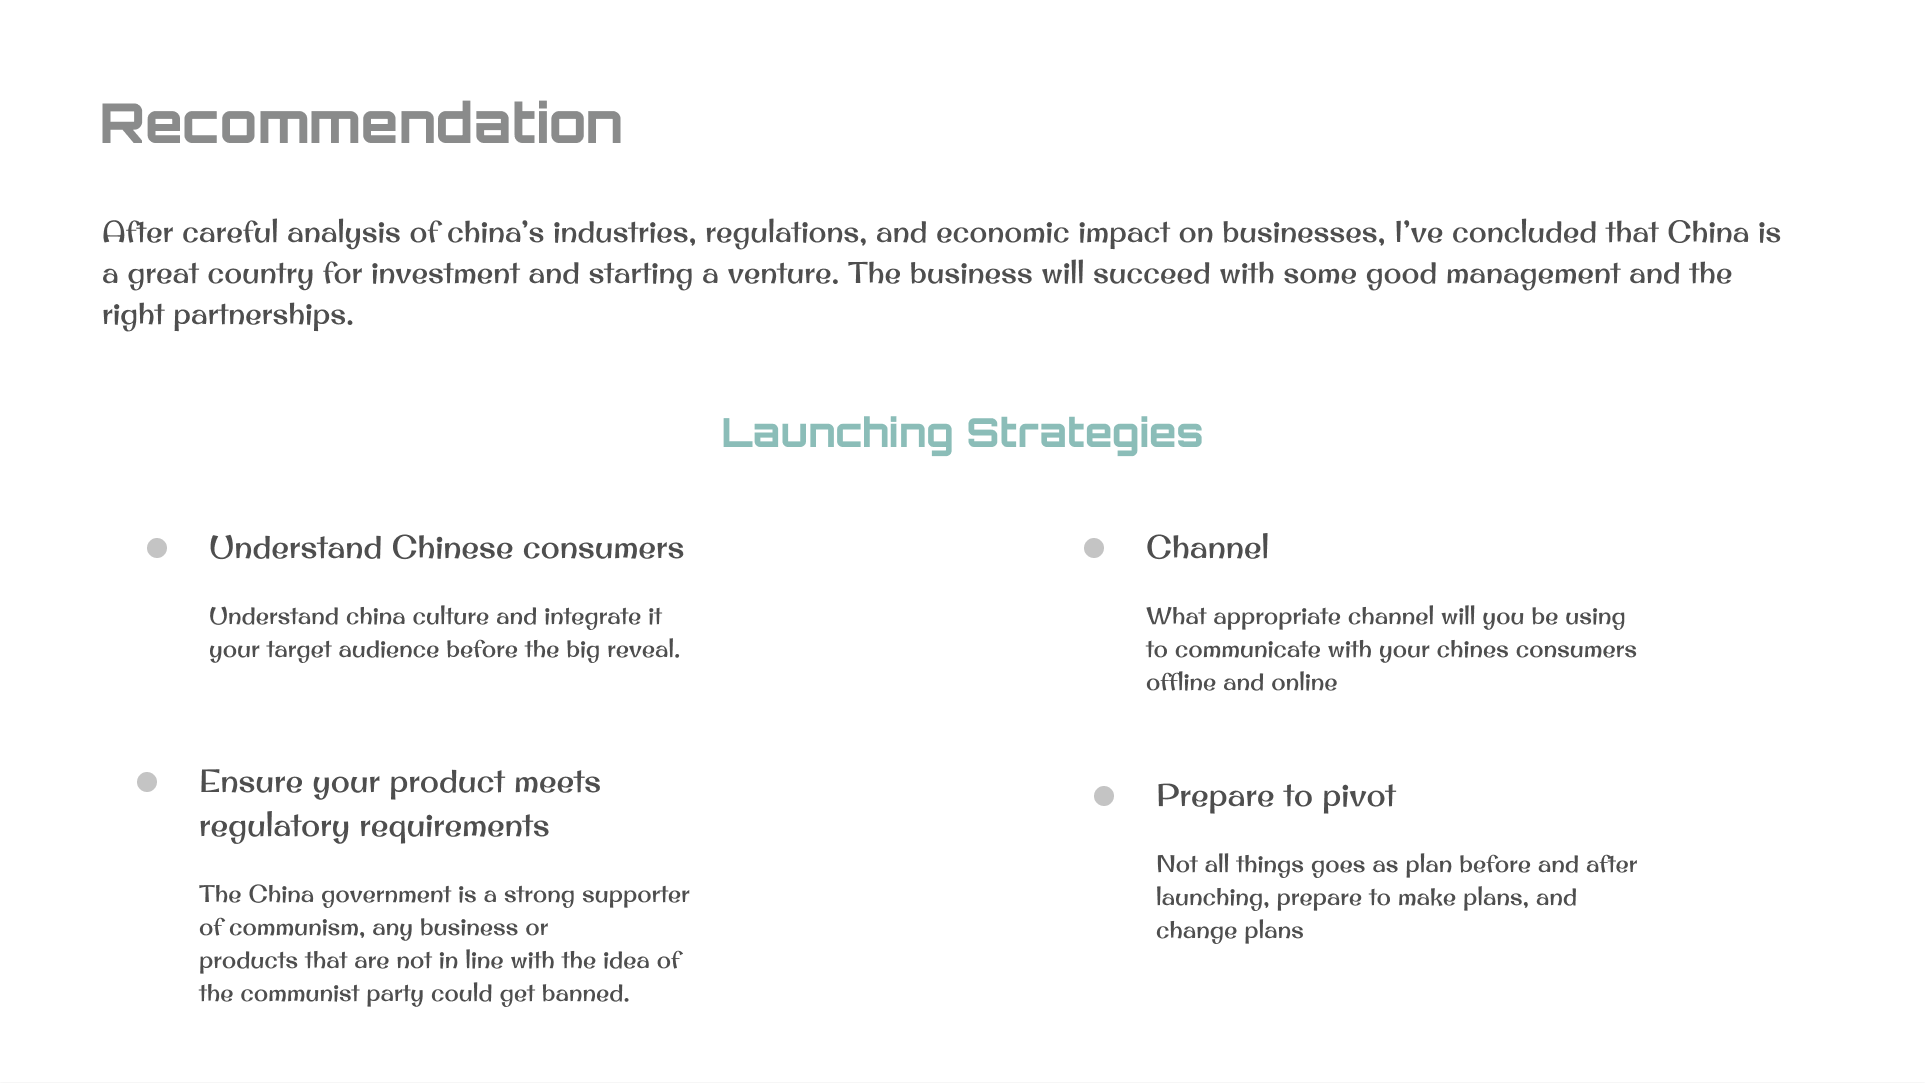 Recommendation
After careful analysis of china's industries, regulations, and economic impact on businesses, I've concluded that China is
a great country for investment and starting a venture. The business will succeed with some good management and the
right partnerships.
Launching Strategies
Understand Chinese consumers
Understand china culture and integrate it
your target audience before the big reveal.
Channel
What appropriate channel will you be using
to communicate with your chines consumers
offline and online
Ensure your product meets
regulatory requirements
The China government is a strong supporter
of communism, any business or
products that are not in line with the idea of
the communist party could get banned.
Prepare to pivot
Not all things goes as plan before and after
launching, prepare to make plans, and
change plans